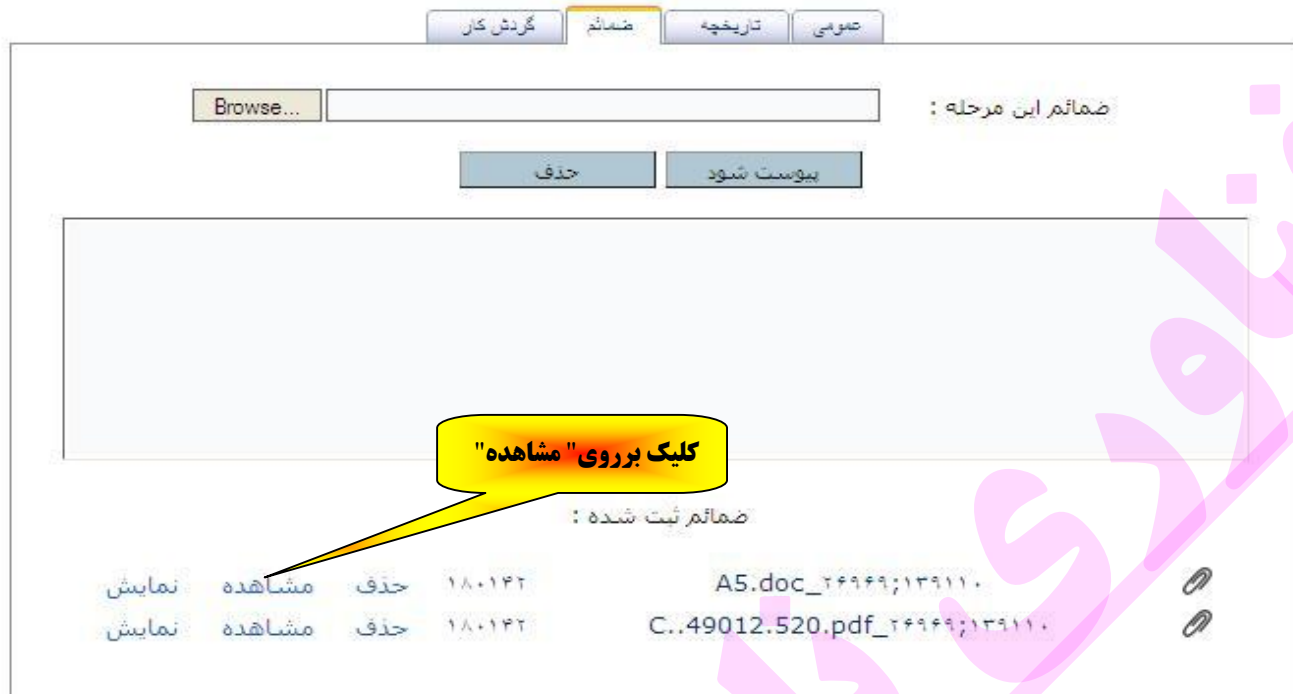 عمومی تاریخچه ضمائم گردش کار
ضمائم این مرحله : Browse...
پیوست شود حذف
کلیک برروی" مشاهده"
ضمائم ثبت شده :
A5.doc_۲۶۹۶۹;۱۳۹۱۱۰ ۱۸۰۱۴۲ حذف مشاهده نمایش
C..49012.520.pdf_۲۶۹۶۹;۱۳۹۱۱۰ ۱۸۰۱۴۲ حذف مشاهده نمایش